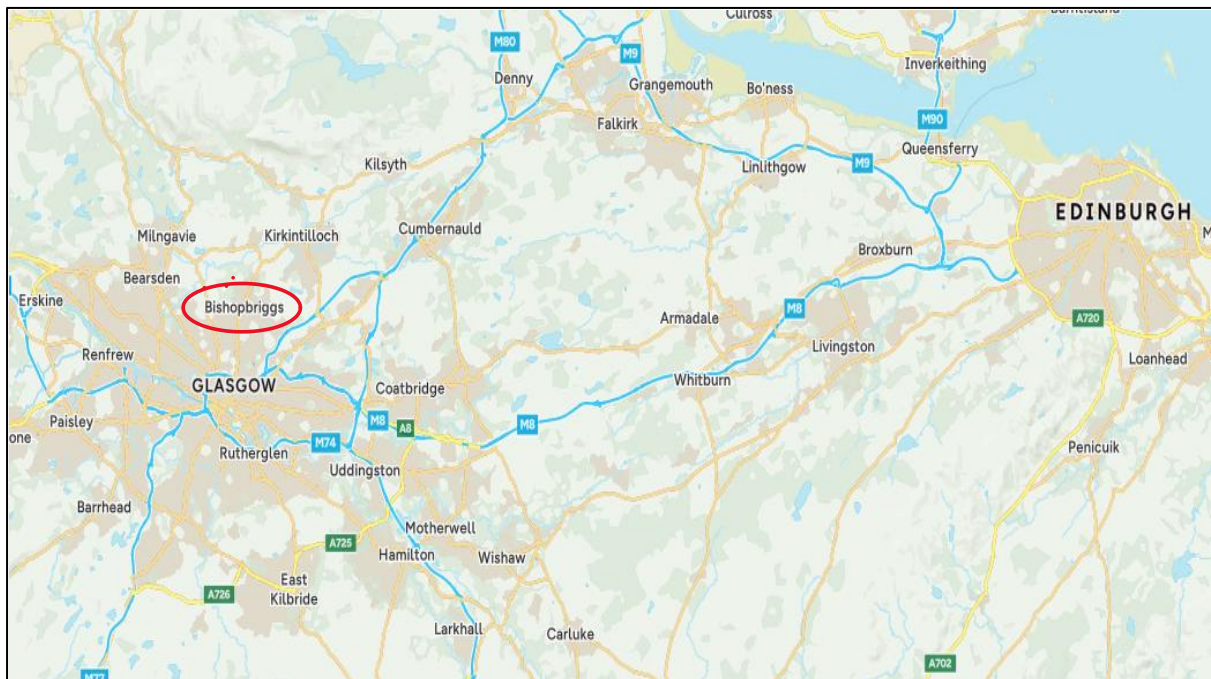 Culross
Burntisland
M80
M9
Inverkeithing
Denny
Grangemouth
Bo'ness
M90
Falkirk
Queensferry
Kilsyth
Linlithgow
M9
EDINBURGH
Milngavie
Kirkintilloch
Cumbernauld
M
Broxburn
Bearsden
Erskine
Bishopbriggs
M8
Armadale
A720
Livingston
Renfrew
Loanhead
GLASGOW
Coatbridge
Whitburn
Paisley
M8
A8
M8
one
M74
Rutherglen
Penicuik
Uddingston
Barrhead
Motherwell
A725
Hamilton
Wishaw
East
Kilbride
A726
Larkhall
Carluke
A702
M77